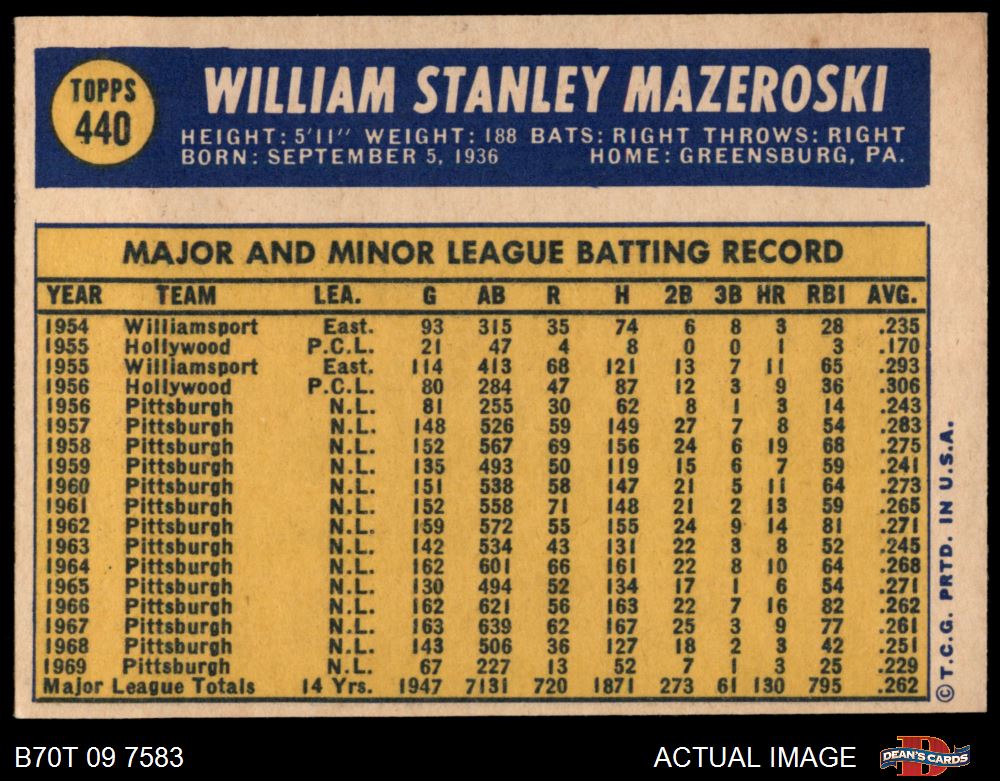 TOPPS
440
WILLIAM STANLEY MAZEROSKI
HEIGHT: 5'11" WEIGHT: 188 BATS: RIGHT THROWS: RIGHT
BORN: SEPTEMBER 5, 1936 HOME: GREENSBURG, PA.
MAJOR AND MINOR LEAGUE BATTING RECORD
YEAR TEAM LEA. G AB R H 2B 3B HR RBI AVG.
1954 Williamsport East. 93 315 35 74 6 8 3 28 .235
1955 Hollywood P.C.L. 21 47 4 8 0 0 1 3 .170
1955 Williamsport East. 114 413 68 121 13 7 11 65 .293
1956 Hollywood P.C.L. 80 284 47 87 12 3 9 36 .306
1956 Pittsburgh N.L. 81 255 30 62 8 1 3 14 .243
1957 Pittsburgh N.L. 148 526 59 149 27 7 8 54 .283
1958 Pittsburgh N.L. 152 567 69 156 24 6 19 68 .275
1959 Pittsburgh N.L. 135 493 50 119 15 6 7 59 .241
1960 Pittsburgh N.L. 151 538 58 147 21 5 11 64 .273
1961 Pittsburgh N.L. 152 558 71 148 21 2 13 59 .265
1962 Pittsburgh N.L. 159 572 55 155 24 9 14 81 .271
1963 Pittsburgh N.L. 142 534 43 131 22 3 8 52 .245
1964 Pittsburgh N.L. 162 601 66 161 22 8 10 64 .268
1965 Pittsburgh N.L. 130 494 52 134 17 1 6 54 .271
1966 Pittsburgh N.L. 162 621 56 163 22 7 16 82 .262
1967 Pittsburgh N.L. 163 639 62 167 25 3 9 77 .261
1968 Pittsburgh N.L. 143 506 36 127 18 2 3 42 .251
1969 Pittsburgh N.L. 67 227 13 52 7 1 3 25 .229
Major League Totals 14 Yrs. 1947 7131 720 1871 273 61 130 795 .262
© T.C.G. PRTD. IN U.S.A.
B70T 09 7583
ACTUAL IMAGE
DEAN'S CARDS